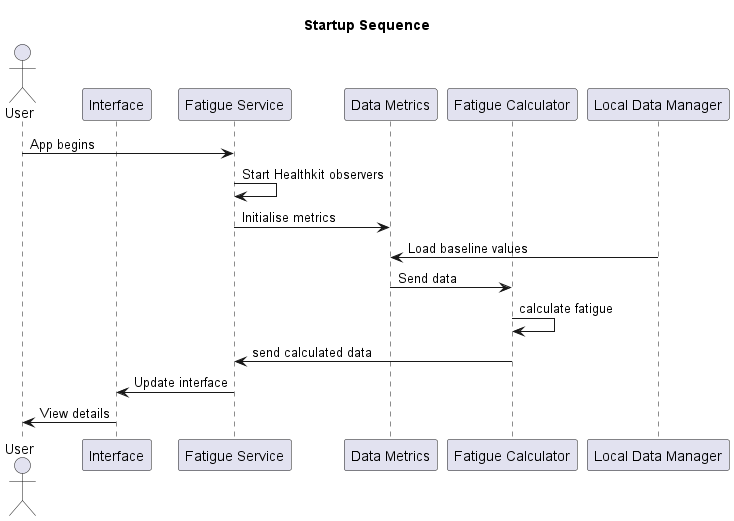 Startup Sequence
User
Interface
Fatigue Service
Data Metrics
Fatigue Calculator
Local Data Manager
App begins
Start Healthkit observers
Initialise metrics
Load baseline values
Send data
calculate fatigue
send calculated data
Update interface
View details
User
Interface
Fatigue Service
Data Metrics
Fatigue Calculator
Local Data Manager